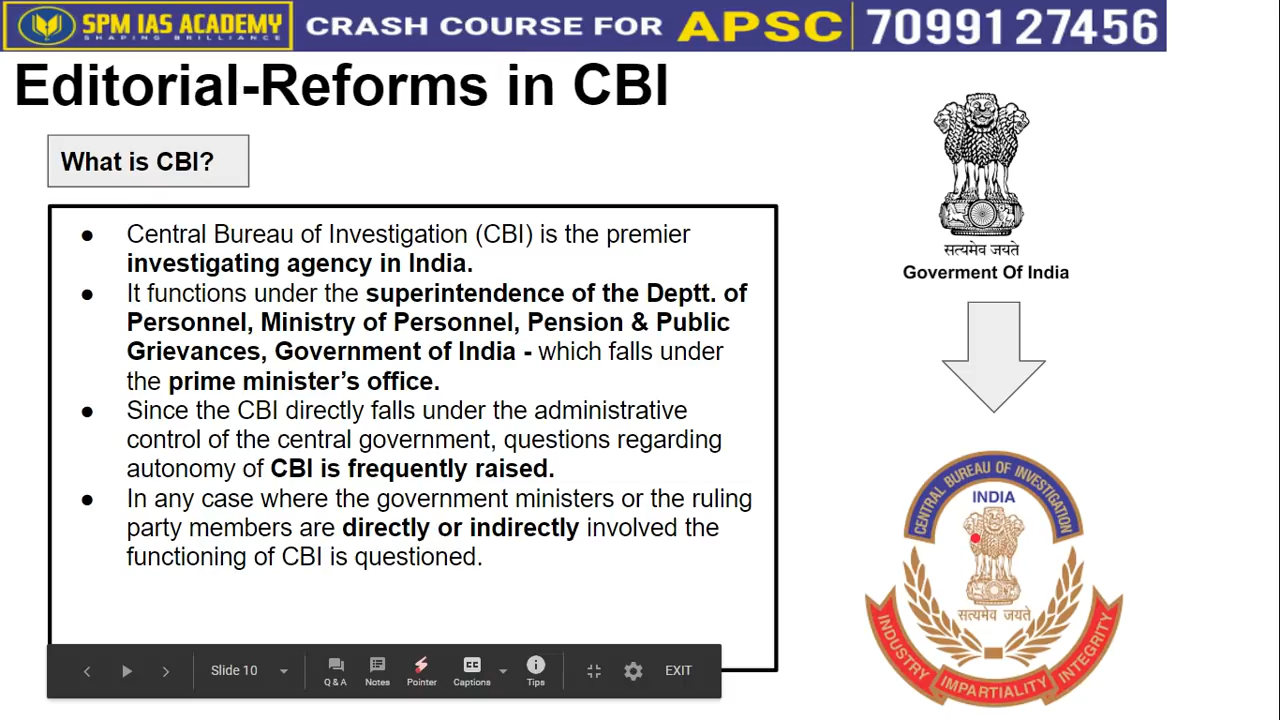 SPM IAS ACADEMY
SHAPING BRILLIANCE
CRASH COURSE FOR APSC 70991 27456
Editorial-Reforms in CBI
What is CBI?
● Central Bureau of Investigation (CBI) is the premier
investigating agency in India.
● It functions under the superintendence of the Deptt. of
Personnel, Ministry of Personnel, Pension & Public
Grievances, Government of India - which falls under
the prime minister’s office.
● Since the CBI directly falls under the administrative
control of the central government, questions regarding
autonomy of CBI is frequently raised.
● In any case where the government ministers or the ruling
party members are directly or indirectly involved the
functioning of CBI is questioned.
सत्यमेव जयते
Goverment Of India
CENTRAL BUREAU OF INVESTIGATION
INDIA
सत्यमेव जयते
INDUSTRY IMPARTIALITY INTEGRITY
Slide 10
Q & A
Notes
Pointer
CC
Captions
Tips
EXIT